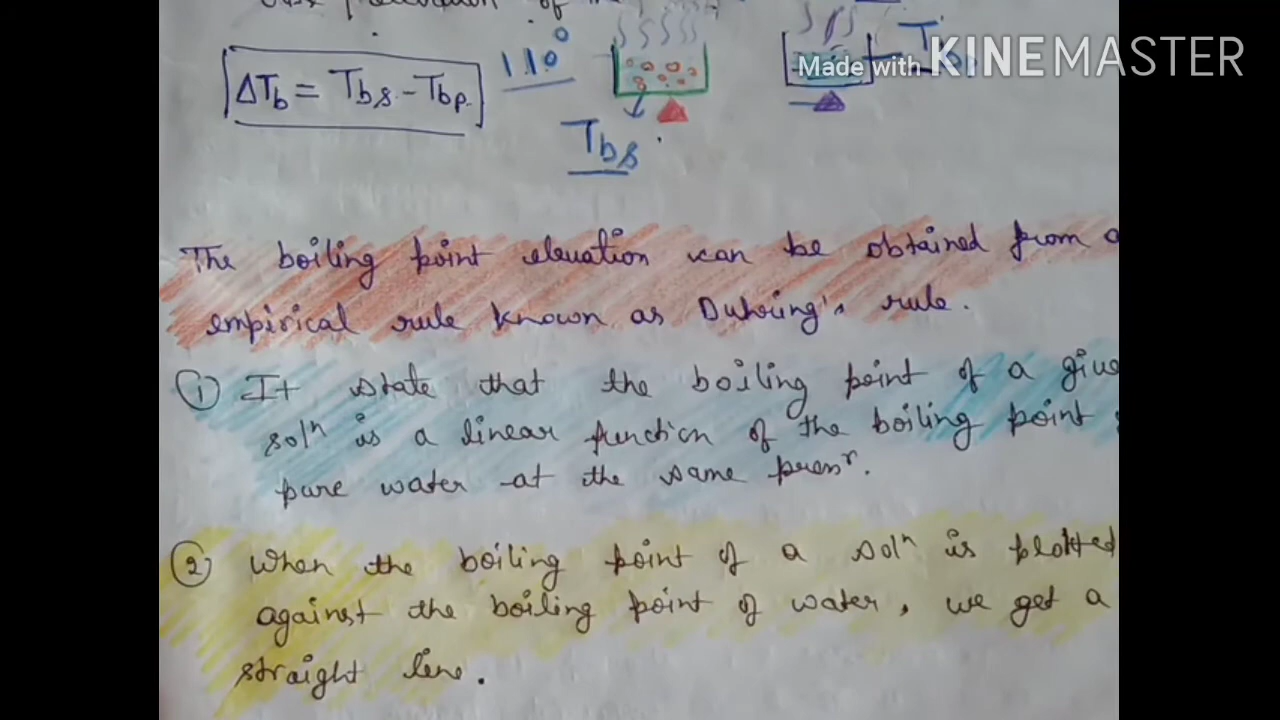 of the
ΔTb = Tbs - Tbp
110°
Tbs
Made with KINEMASTER
The boiling point elevation can be obtained from a
empirical rule known as Duhring's rule.
① It state that the boiling point of a give
solⁿ is a linear function of the boiling point
pure water at the same presʳ.
② When the boiling point of a solⁿ is plotted
against the boiling point of water, we get a
straight line.